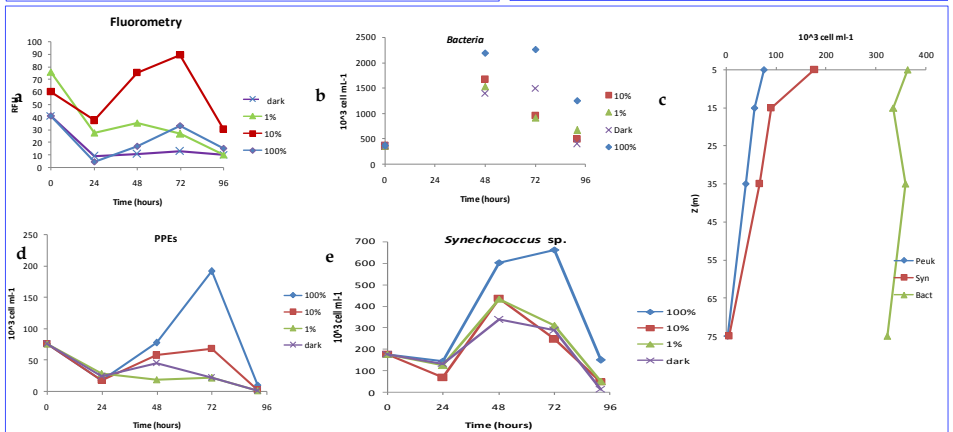 Fluorometry
a
RFU
100
90
80
70
60
50
40
30
20
10
0
0 24 48 72 96
Time (hours)
dark
1%
10%
100%
Bacteria
b
10^3 cell ml-1
2500
2000
1500
1000
500
0
0 24 48 72 96
Time (hours)
10%
1%
Dark
100%
c
10^3 cell ml-1
0 100 200 300 400
Z (m)
5
15
25
35
45
55
65
75
Peuk
Syn
Bact
PPEs
d
10^3 cell ml-1
250
200
150
100
50
0
0 24 48 72 96
Time (hours)
100%
10%
1%
dark
Synechococcus sp.
e
10^3 cell ml-1
700
600
500
400
300
200
100
0
0 24 48 72 96
Time (hours)
100%
10%
1%
dark